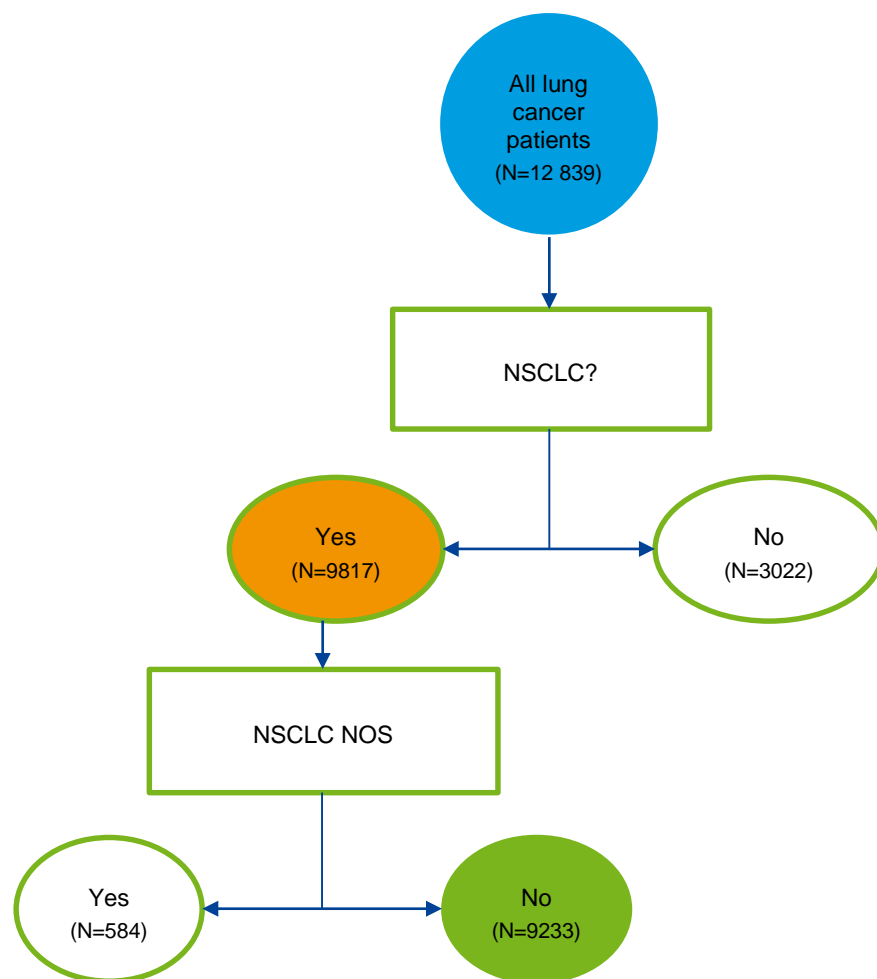 All lung
cancer
patients
(N=12 839)
NSCLC?
Yes
(N=9817)
No
(N=3022)
NSCLC NOS
Yes
(N=584)
No
(N=9233)